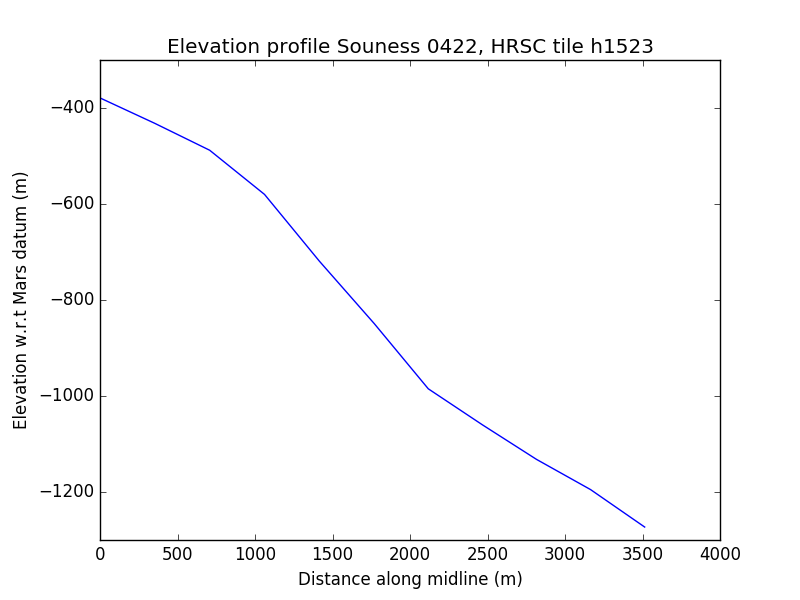 Elevation profile Souness 0422, HRSC tile h1523
Elevation w.r.t Mars datum (m)
−400
−600
−800
−1000
−1200
0 500 1000 1500 2000 2500 3000 3500 4000
Distance along midline (m)